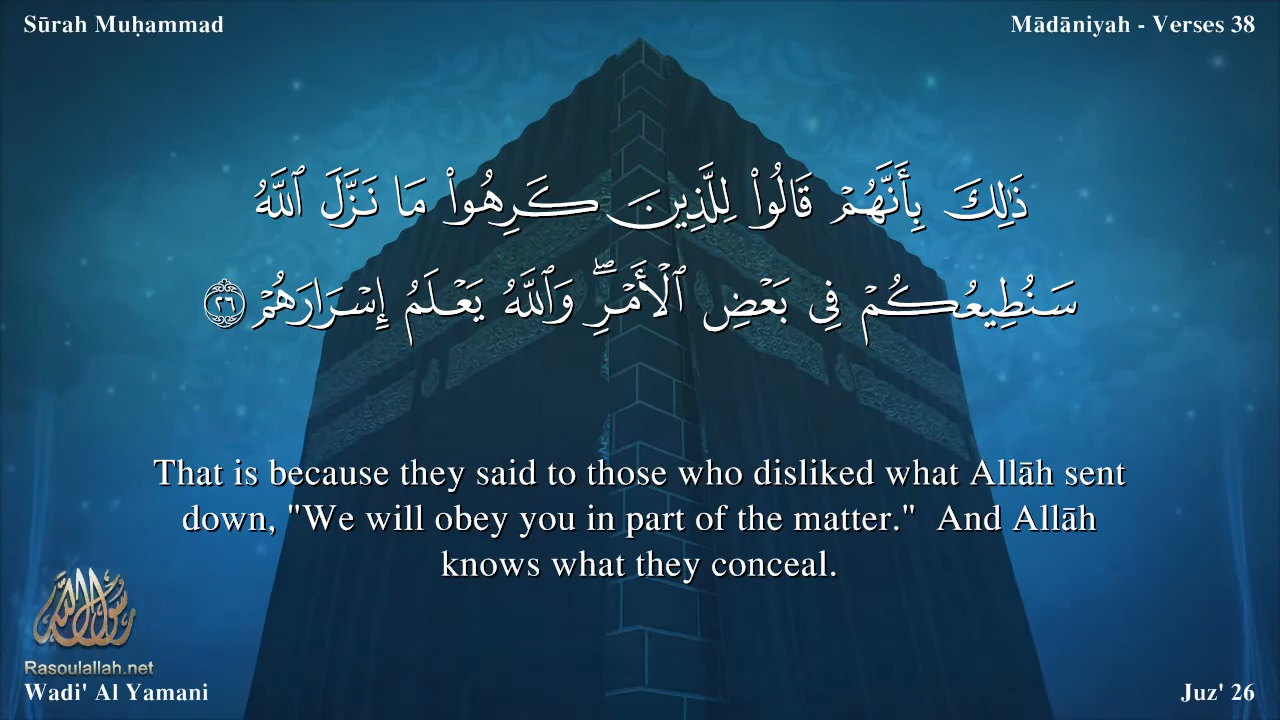 Sūrah Muḥammad
Mādāniyah - Verses 38
ذَٰلِكَ بِأَنَّهُمْ قَالُوا۟ لِلَّذِينَ كَرِهُوا۟ مَا نَزَّلَ ٱللَّهُ
سَنُطِيعُكُمْ فِى بَعْضِ ٱلْأَمْرِ ۖ وَٱللَّهُ يَعْلَمُ إِسْرَارَهُمْ ٢٦
That is because they said to those who disliked what Allāh sent
down, "We will obey you in part of the matter." And Allāh
knows what they conceal.
رسول الله
Rasoulallah.net
Wadi' Al Yamani
Juz' 26